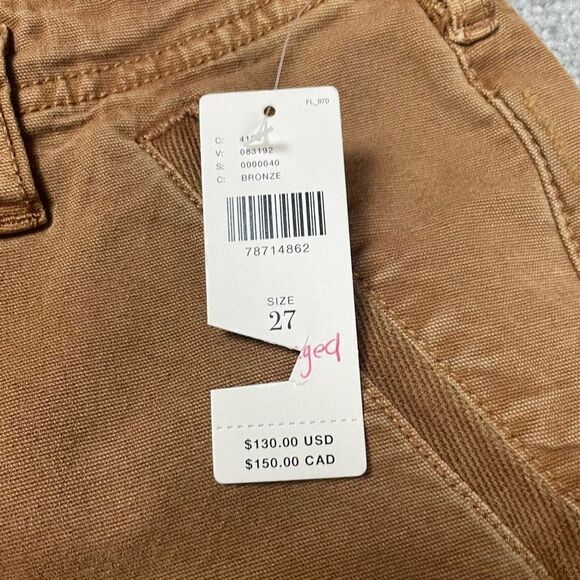 FL_870
C:
V: 083192
S: 0000040
C: BRONZE
78714862
SIZE
27
ged
$130.00 USD
$150.00 CAD